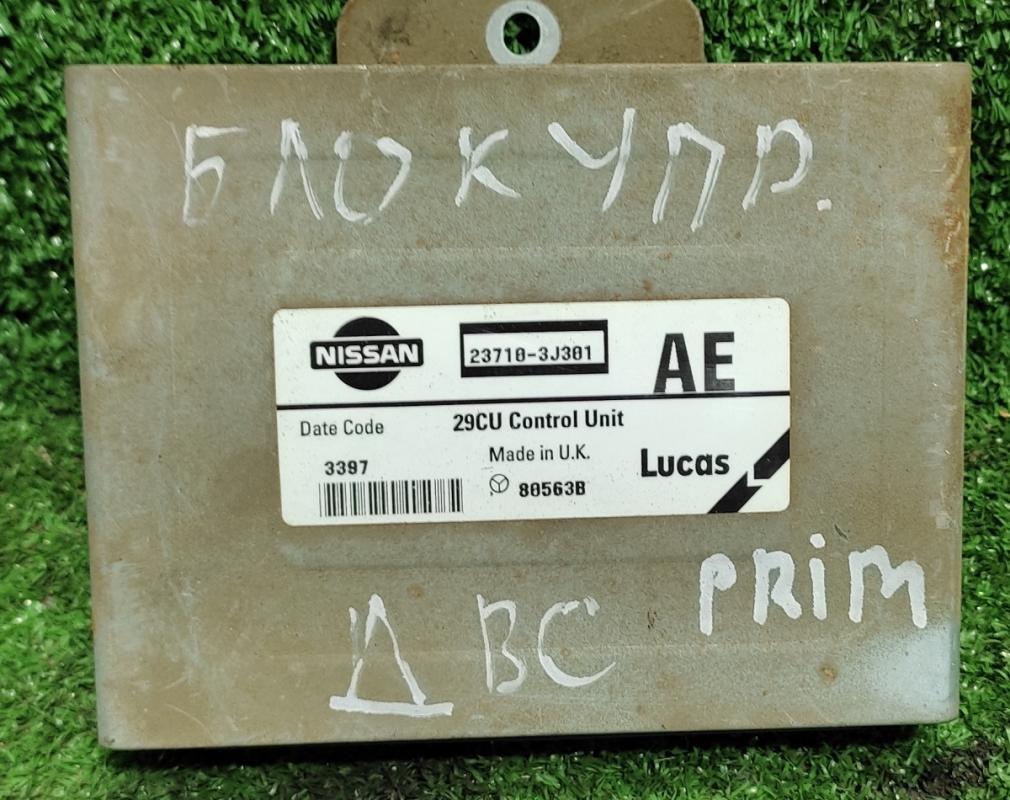 БЛОК УПР.
NISSAN
23710-3J301
AE
Date Code
29CU Control Unit
3397
Made in U.K.
80563B
Lucas
PRiM
ДВС